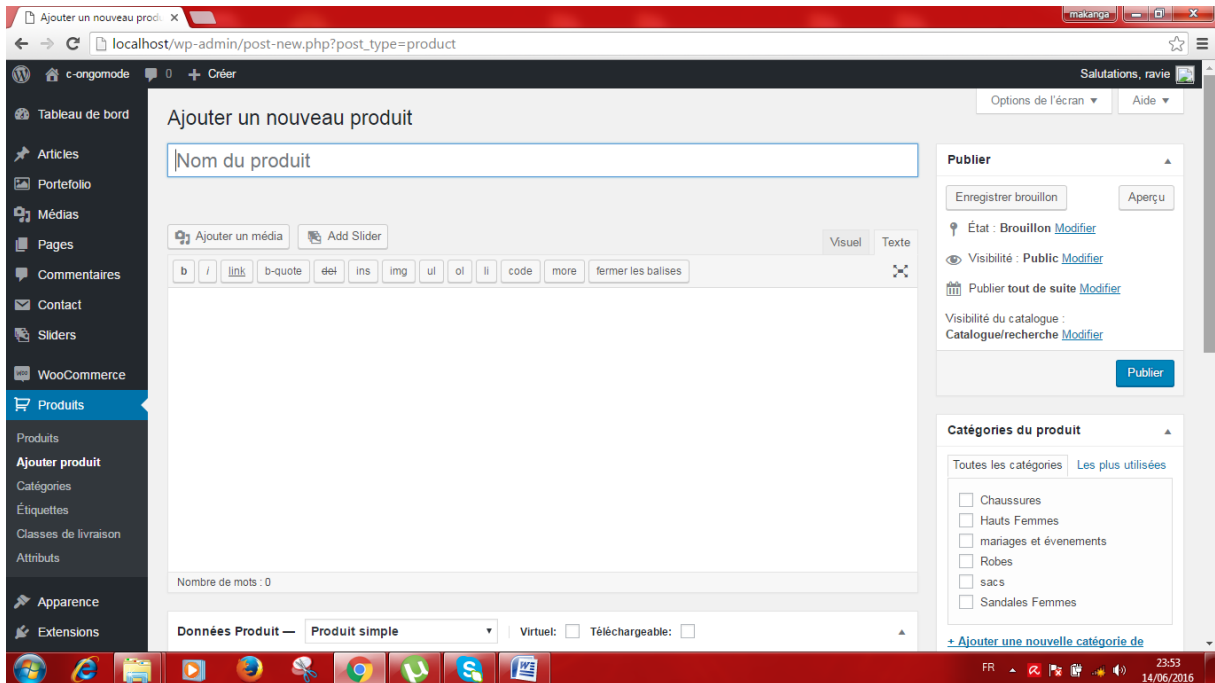 Ajouter un nouveau produ
makanga
localhost/wp-admin/post-new.php?post_type=product
c-ongomode 0 + Créer
Salutations, ravie
Tableau de bord
Articles
Portefolio
Médias
Pages
Commentaires
Contact
Sliders
WooCommerce
Produits
Produits
Ajouter produit
Catégories
Étiquettes
Classes de livraison
Attributs
Apparence
Extensions
Options de l'écran
Aide
Ajouter un nouveau produit
Nom du produit
Ajouter un média
Add Slider
Visuel
Texte
b i link b-quote del ins img ul ol li code more fermer les balises
Nombre de mots : 0
Données Produit — Produit simple Virtuel: Téléchargeable:
Publier
Enregistrer brouillon
Aperçu
État : Brouillon Modifier
Visibilité : Public Modifier
Publier tout de suite Modifier
Visibilité du catalogue :
Catalogue/recherche Modifier
Publier
Catégories du produit
Toutes les catégories
Les plus utilisées
Chaussures
Hauts Femmes
mariages et évenements
Robes
sacs
Sandales Femmes
+ Ajouter une nouvelle catégorie de
FR
23:53
14/06/2016